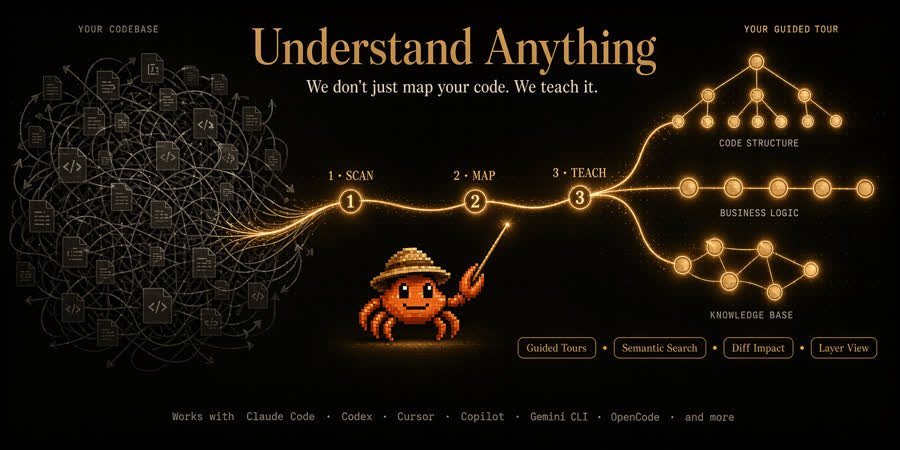 YOUR CODEBASE
Understand Anything
YOUR GUIDED TOUR
We don't just map your code. We teach it.
CODE STRUCTURE
1 • SCAN
2 • MAP
3 • TEACH
1
2
3
BUSINESS LOGIC
KNOWLEDGE BASE
Guided Tours • Semantic Search • Diff Impact • Layer View
Works with Claude Code · Codex · Cursor · Copilot · Gemini CLI · OpenCode · and more